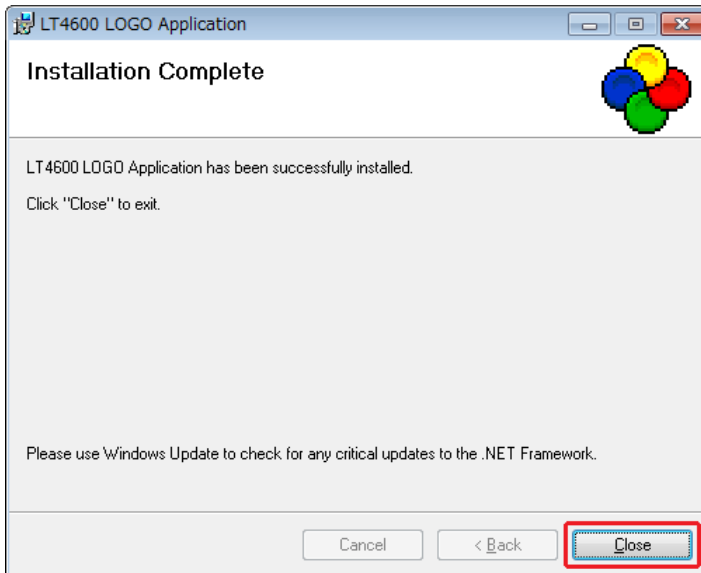 LT4600 LOGO Application
Installation Complete
LT4600 LOGO Application has been successfully installed.
Click "Close" to exit.
Please use Windows Update to check for any critical updates to the .NET Framework.
Cancel
< Back
Close